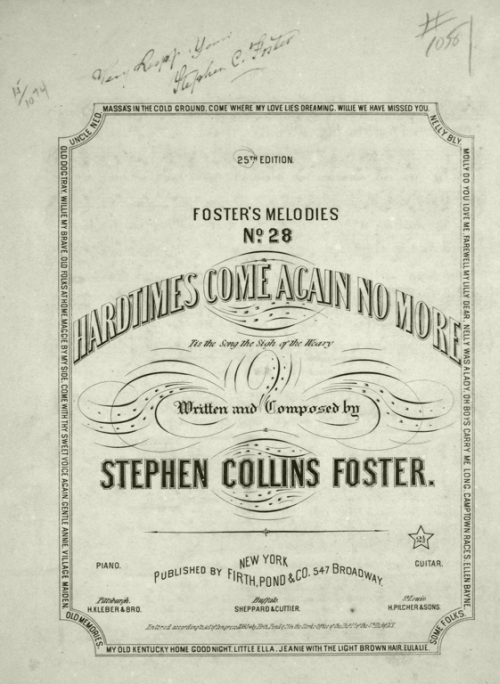 # 1055
Very Respy Yours
Stephen C. Foster
MASSA'S IN THE COLD GROUND. COME WHERE MY LOVE LIES DREAMING. WILLIE WE HAVE MISSED YOU.
UNCLE NED.
NELLY BLY.
OLD DOG TRAY. WILLIE MY BRAVE. OLD FOLKS AT HOME. MAGGIE BY MY SIDE. COME WITH THY SWEET VOICE AGAIN. GENTLE ANNIE. VILLAGE MAIDEN.
MOLLY DO YOU LOVE ME. FAREWELL MY LILLY DEAR. NELLY WAS A LADY. OH BOYS CARRY ME LONG. CAMPTOWN RACES. ELLEN BAYNE.
25TH EDITION.
FOSTER'S MELODIES
No. 28
HARD TIMES COME AGAIN NO MORE
'Tis the Song the Sigh of the Weary
Written and Composed by
STEPHEN COLLINS FOSTER.
2½
PIANO.
GUITAR.
NEW YORK
PUBLISHED BY FIRTH, POND & CO. 547 BROADWAY.
Pittsburgh Buffalo St Louis
H. KLEBER & BRO. SHEPPARD & COTTIER. H. PILCHER & SONS.
OLD MEMORIES.
SOME FOLKS.
MY OLD KENTUCKY HOME GOOD NIGHT. LITTLE ELLA. JEANIE WITH THE LIGHT BROWN HAIR. EULALIE.